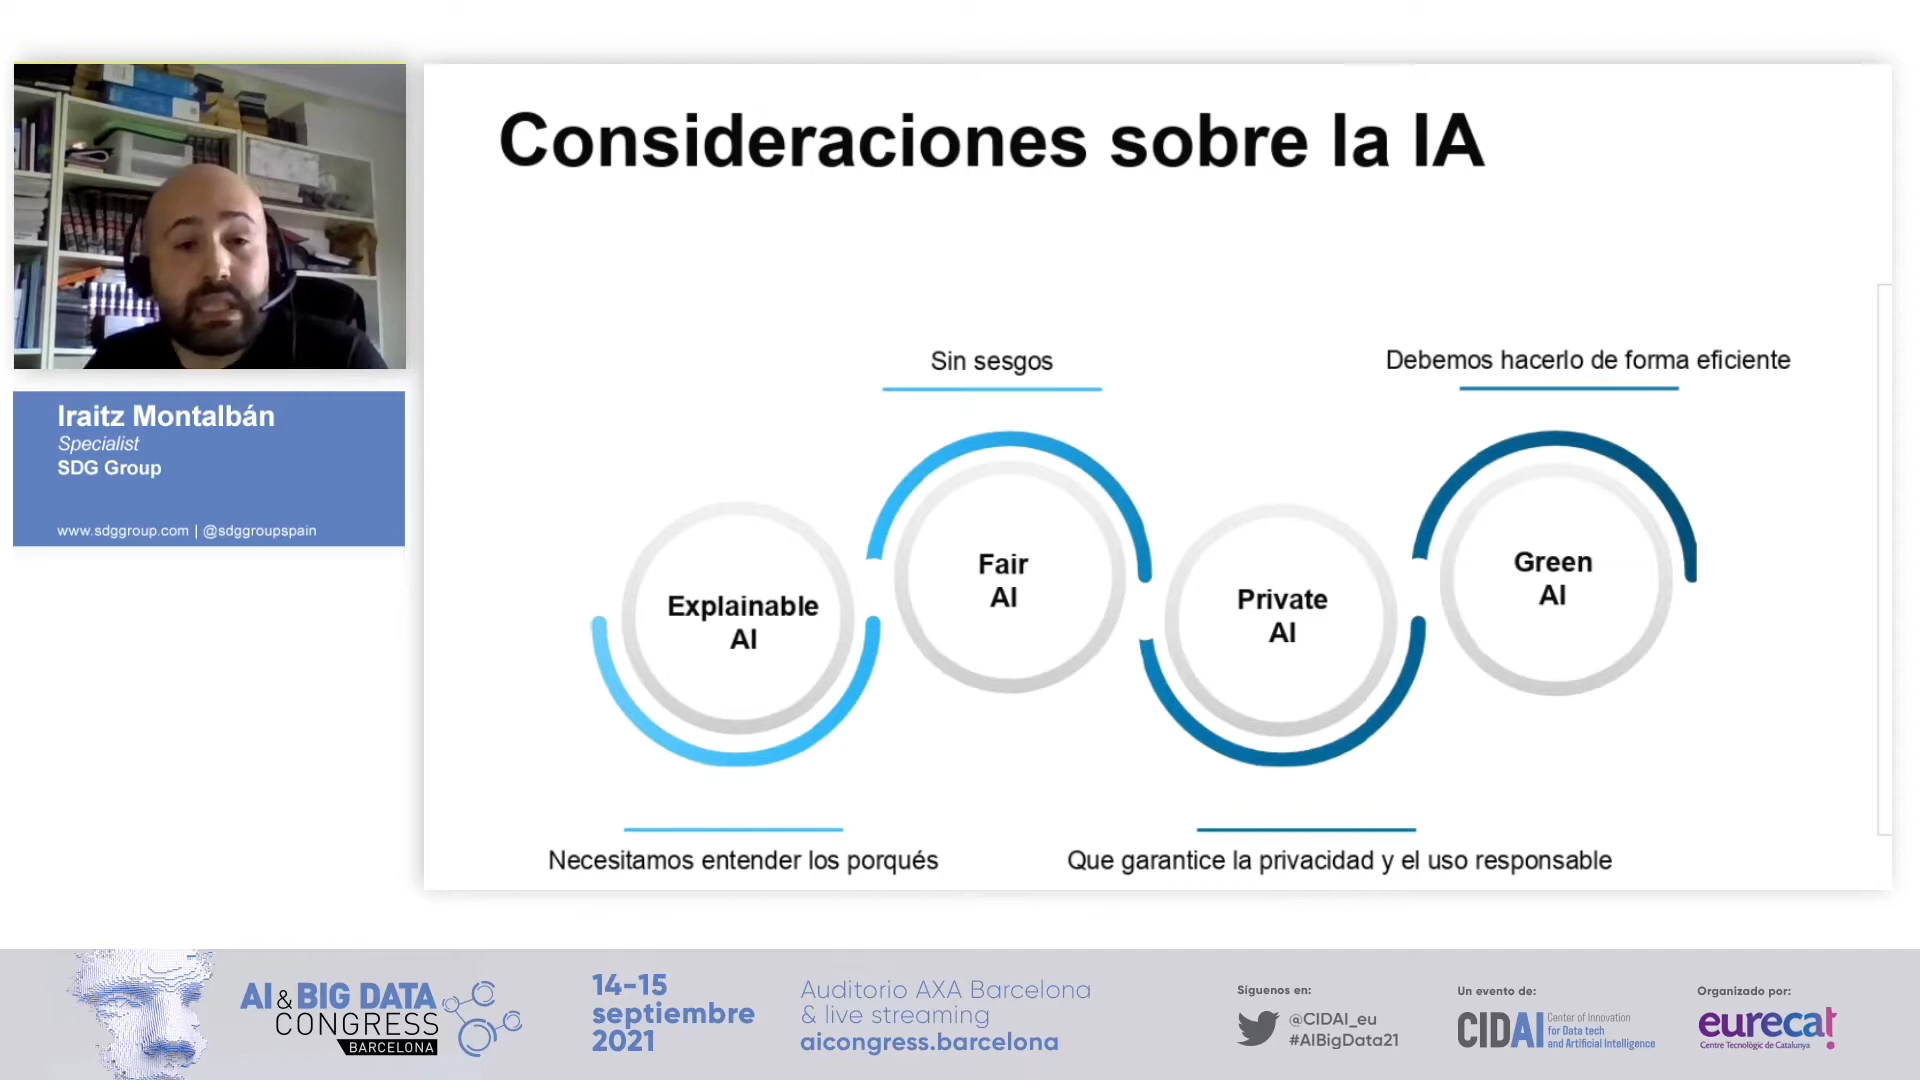 Consideraciones sobre la IA
Iraitz Montalbán
Specialist
SDG Group
www.sdggroup.com | @sdggroupspain
Sin sesgos
Debemos hacerlo de forma eficiente
Explainable
AI
Fair
AI
Private
AI
Green
AI
Necesitamos entender los porqués
Que garantice la privacidad y el uso responsable
AI & BIG DATA
CONGRESS
BARCELONA
14-15
septiembre
2021
Auditorio AXA Barcelona
& live streaming
aicongress.barcelona
Síguenos en:
@CIDAI_eu
#AIBigData21
Un evento de:
CIDAI
Center of Innovation
for Data tech
and Artificial Intelligence
Organizado por:
eurecat
Centre Tecnològic de Catalunya